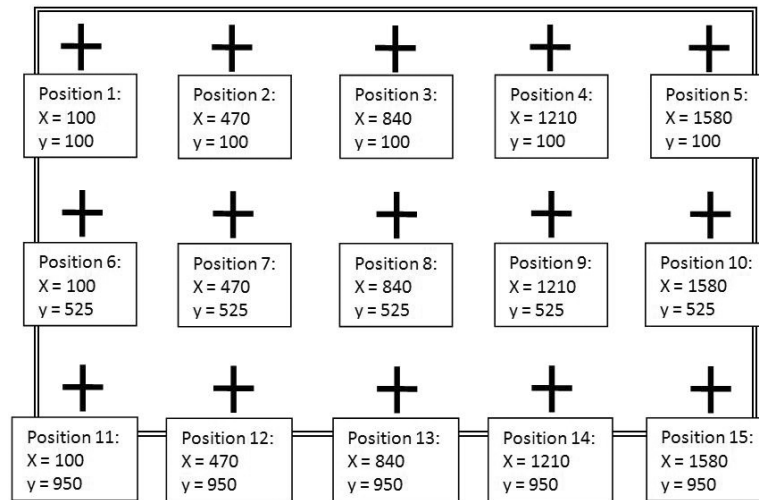 Position 1:
X = 100
y = 100
Position 2:
X = 470
y = 100
Position 3:
X = 840
y = 100
Position 4:
X = 1210
y = 100
Position 5:
X = 1580
y = 100
Position 6:
X = 100
y = 525
Position 7:
X = 470
y = 525
Position 8:
X = 840
y = 525
Position 9:
X = 1210
y = 525
Position 10:
X = 1580
y = 525
Position 11:
X = 100
y = 950
Position 12:
X = 470
y = 950
Position 13:
X = 840
y = 950
Position 14:
X = 1210
y = 950
Position 15:
X = 1580
y = 950